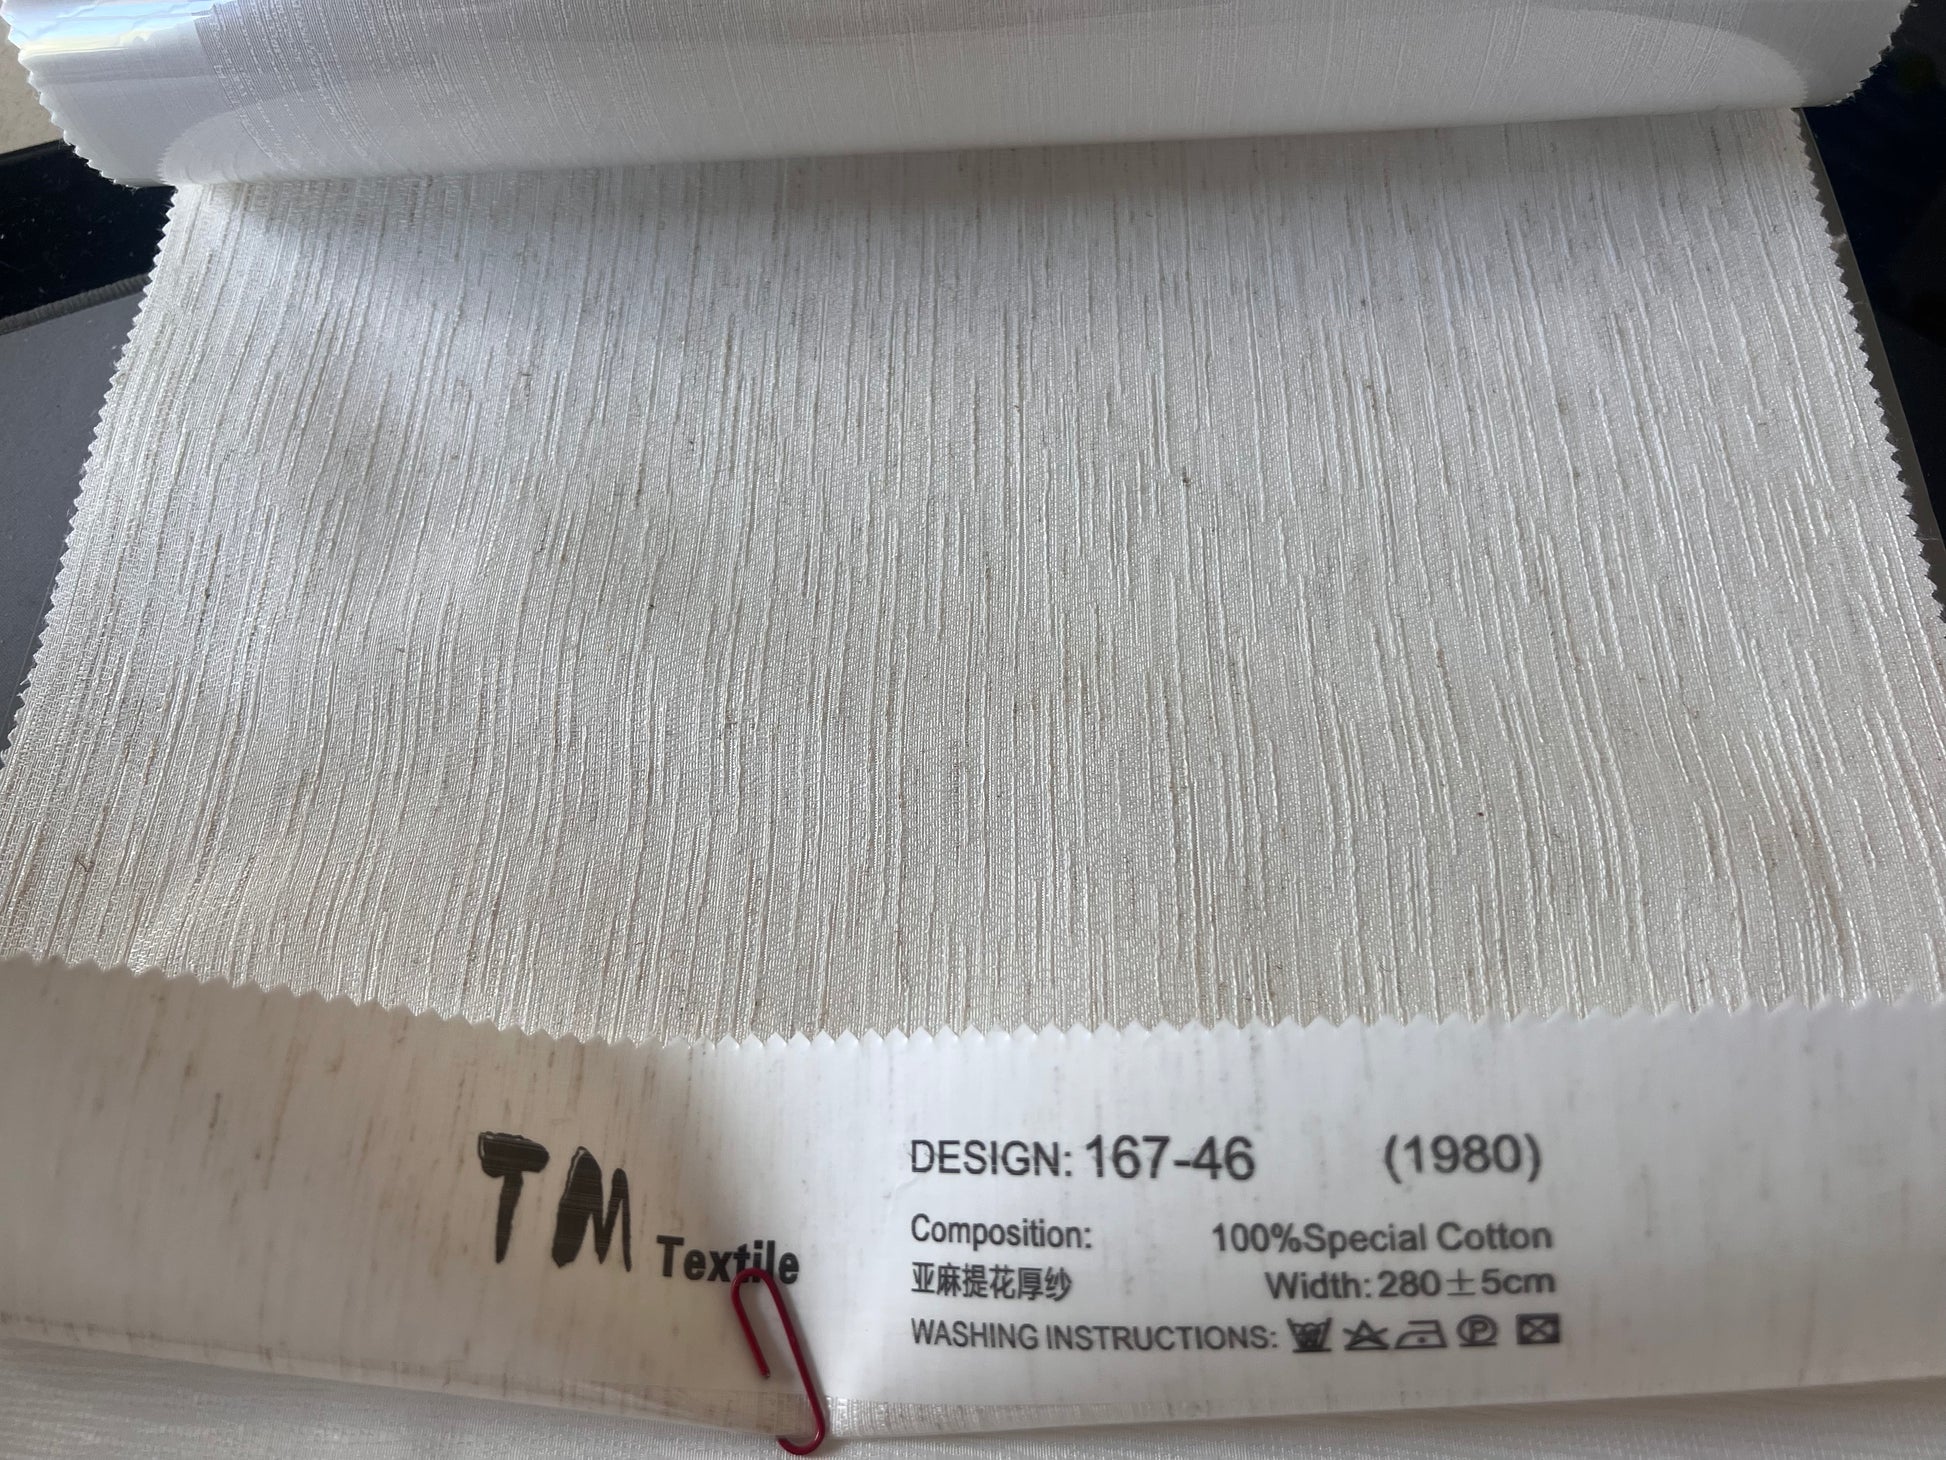 TM Textile
DESIGN: 167-46 (1980)
Composition: 100%Special Cotton
亚麻提花厚纱 Width: 280±5cm
WASHING INSTRUCTIONS: